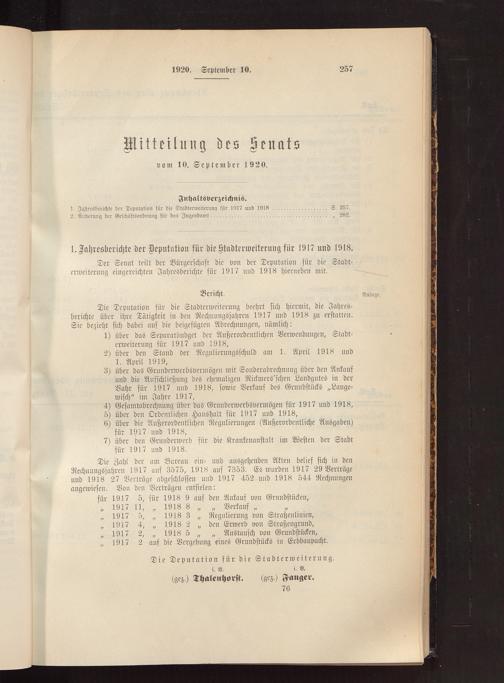 1920. September 10.
257
Mitteilung des Senats
vom 10. September 1920.
Inhaltsverzeichnis.
1. Jahresberichte der Deputation für die Stadterweiterung für 1917 und 1918 S. 257.
2. Aenderung der Geschäftsordnung für das Jugendamt „ 282.
1. Jahresberichte der Deputation für die Stadterweiterung für 1917 und 1918.
Der Senat teilt der Bürgerschaft die von der Deputation für die Stadt-
erweiterung eingereichten Jahresberichte für 1917 und 1918 hierneben mit.
Bericht.
Anlage.
Die Deputation für die Stadterweiterung beehrt sich hiermit, die Jahres-
berichte über ihre Tätigkeit in den Rechnungsjahren 1917 und 1918 zu erstatten.
Sie bezieht sich dabei auf die beigefügten Abrechnungen, nämlich:
1) über das Separatbudget der Außerordentlichen Verwendungen, Stadt-
erweiterung für 1917 und 1918,
2) über den Stand der Regulierungsschuld am 1. April 1918 und
1. April 1919,
3) über das Grunderwerbsvermögen mit Sonderabrechnung über den Ankauf
und die Aufschließung des ehemaligen Rickmers'schen Landgutes in der
Vahr für 1917 und 1918, sowie Verkauf des Grundstücks „Lange-
wisch“ im Jahre 1917,
4) Gesamtabrechnung über das Grunderwerbsvermögen für 1917 und 1918,
5) über den Ordentlichen Haushalt für 1917 und 1918,
6) über die Außerordentlichen Regulierungen (Außerordentliche Ausgaben)
für 1917 und 1918,
7) über den Grunderwerb für die Krankenanstalt im Westen der Stadt
für 1917 und 1918.
Die Zahl der am Bureau ein- und ausgehenden Akten belief sich in den
Rechnungsjahren 1917 auf 3575, 1918 auf 7353. Es wurden 1917 29 Verträge
und 1918 27 Verträge abgeschlossen und 1917 452 und 1918 544 Rechnungen
angewiesen. Von den Verträgen entfielen:
für 1917 5, für 1918 9 auf den Ankauf von Grundstücken,
„ 1917 11, „ 1918 8 „ „ Verkauf „ „
„ 1917 5, „ 1918 3 „ Regulierung von Straßenlinien,
„ 1917 4, „ 1918 2 „ den Erwerb von Straßengrund,
„ 1917 2, „ 1918 5 „ „ Austausch von Grundstücken,
„ 1917 2 auf die Vergebung eines Grundstücks in Erbbaupacht.
Die Deputation für die Stadterweiterung.
i. V. i. V.
(gez.) Thalenhorst. (gez.) Fanger.
76